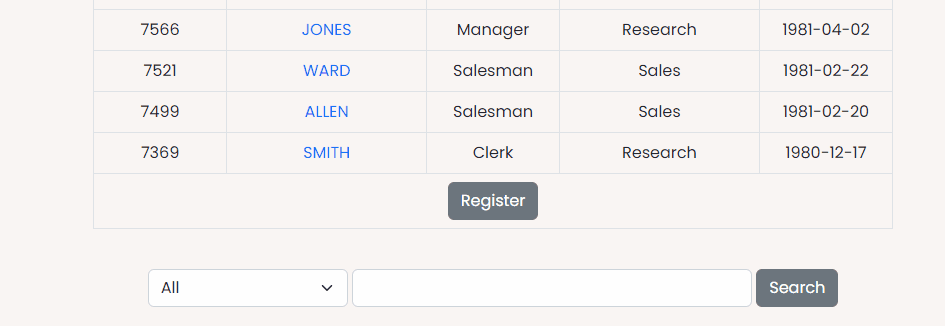 7566 JONES Manager Research 1981-04-02
7521 WARD Salesman Sales 1981-02-22
7499 ALLEN Salesman Sales 1981-02-20
7369 SMITH Clerk Research 1980-12-17
Register
All Search